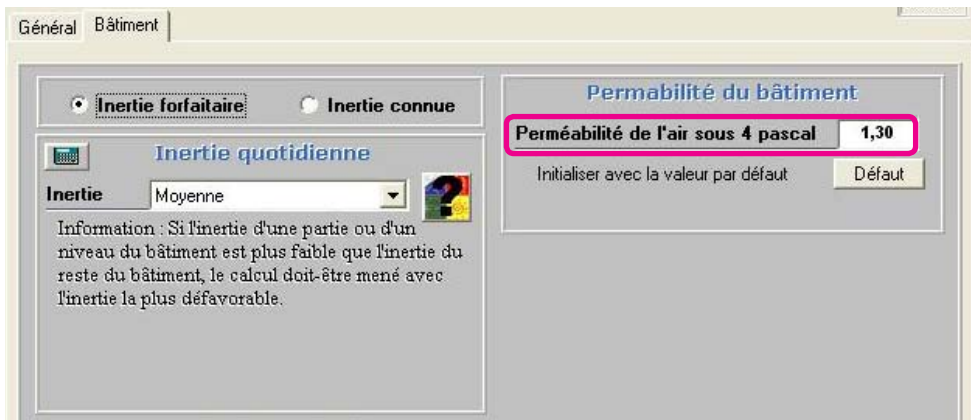 Général Bâtiment
Inertie forfaitaire Inertie connue
Inertie quotidienne
Inertie Moyenne
Information : Si l'inertie d'une partie ou d'un
niveau du bâtiment est plus faible que l'inertie du
reste du bâtiment, le calcul doit-être mené avec
l'inertie la plus défavorable.
Permabilité du bâtiment
Perméabilité de l'air sous 4 pascal 1,30
Initialiser avec la valeur par défaut Défaut